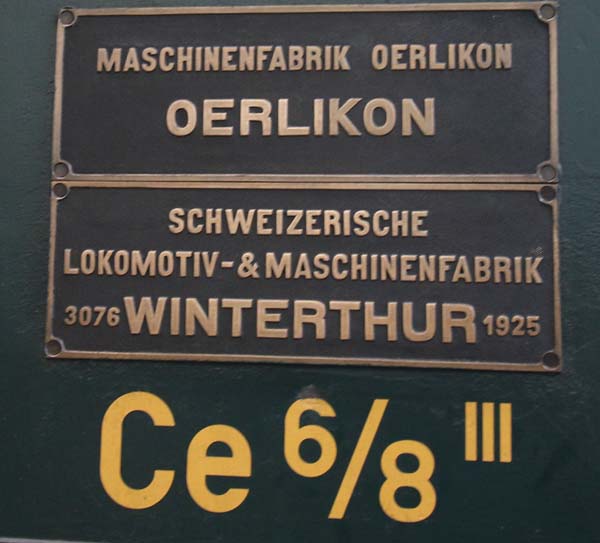 MASCHINENFABRIK OERLIKON
OERLIKON
SCHWEIZERISCHE
LOKOMOTIV-& MASCHINENFABRIK
3076 WINTERTHUR 1925
Ce 6/8 III